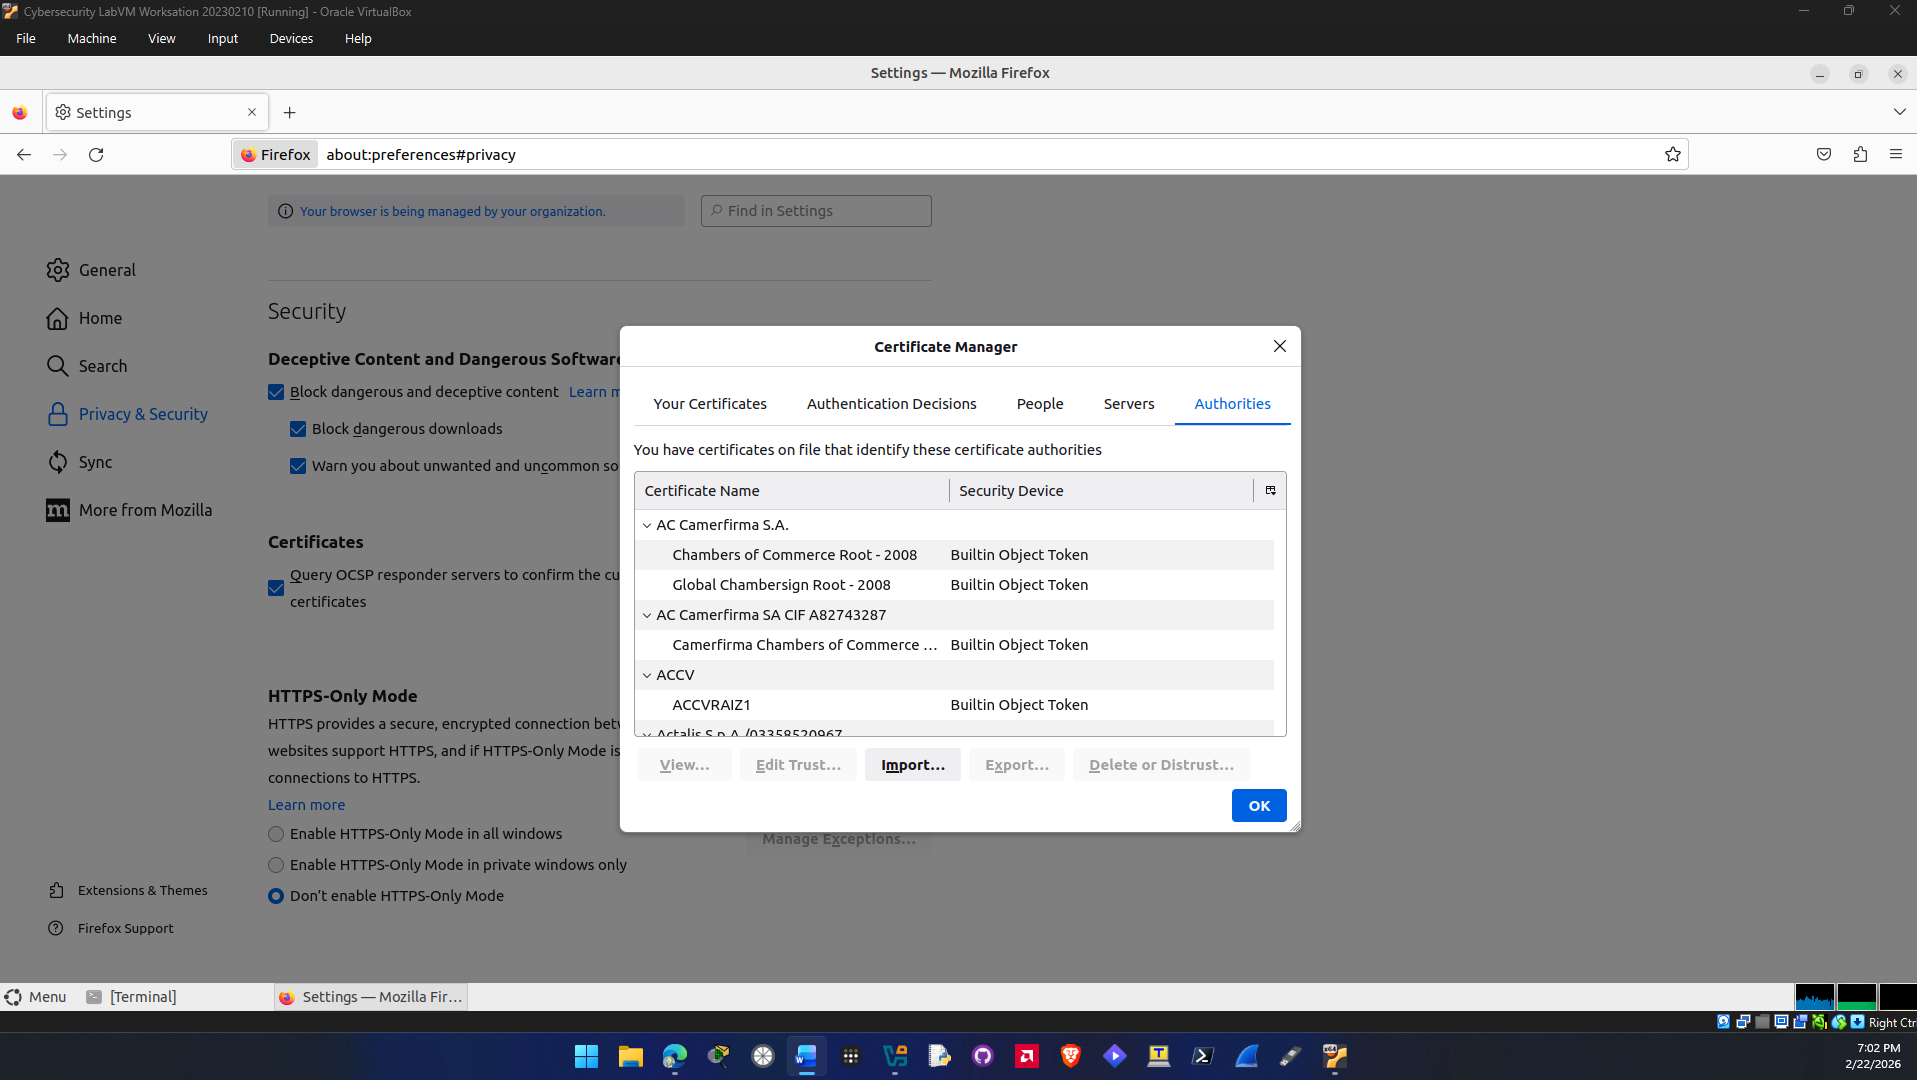 Cybersecurity LabVM Worksation 20230210 [Running] - Oracle VirtualBox
File Machine View Input Devices Help
Settings — Mozilla Firefox
Settings
Firefox about:preferences#privacy
Your browser is being managed by your organization.
Find in Settings
General
Home
Search
Privacy & Security
Sync
More from Mozilla
Extensions & Themes
Firefox Support
Security
Deceptive Content and Dangerous Software
Block dangerous and deceptive content Learn m
Block dangerous downloads
Warn you about unwanted and uncommon so
Certificates
Query OCSP responder servers to confirm the cu
certificates
HTTPS-Only Mode
HTTPS provides a secure, encrypted connection betw
websites support HTTPS, and if HTTPS-Only Mode is
connections to HTTPS.
Learn more
Enable HTTPS-Only Mode in all windows
Enable HTTPS-Only Mode in private windows only
Don't enable HTTPS-Only Mode
Manage Exceptions...
Certificate Manager
Your Certificates Authentication Decisions People Servers Authorities
You have certificates on file that identify these certificate authorities
Certificate Name Security Device
AC Camerfirma S.A.
Chambers of Commerce Root - 2008 Builtin Object Token
Global Chambersign Root - 2008 Builtin Object Token
AC Camerfirma SA CIF A82743287
Camerfirma Chambers of Commerce ... Builtin Object Token
ACCV
ACCVRAIZ1 Builtin Object Token
Actalis S.p.A./03358520967
View... Edit Trust... Import... Export... Delete or Distrust...
OK
Menu [Terminal] Settings — Mozilla Fir...
Right Ctr
7:02 PM
2/22/2026